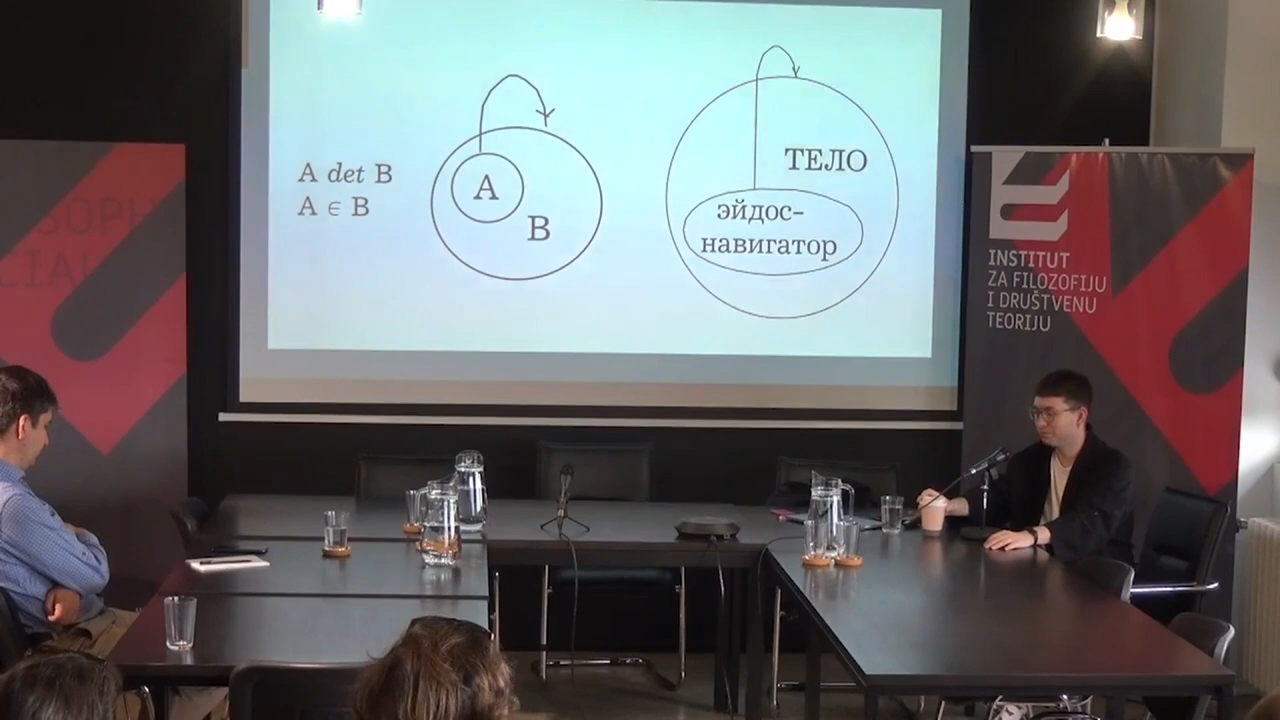 A det B
A ∈ B
A
B
ТЕЛО
эйдос-
навигатор
INSTITUT
ZA FILOZOFIJU
I DRUŠTVENU
TEORIJU